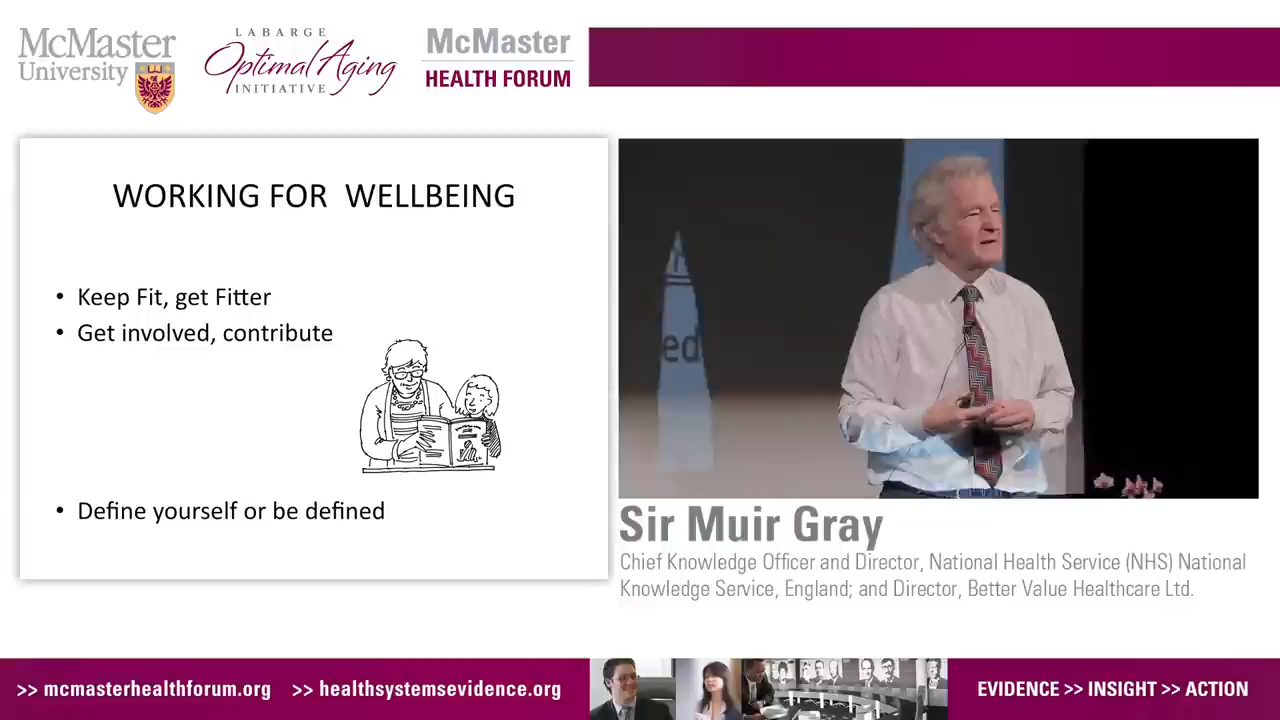 McMaster
University
LABARGE
Optimal Aging
INITIATIVE
McMaster
HEALTH FORUM
WORKING FOR WELLBEING
• Keep Fit, get Fitter
• Get involved, contribute
• Define yourself or be defined
ed
Sir Muir Gray
Chief Knowledge Officer and Director, National Health Service (NHS) National
Knowledge Service, England; and Director, Better Value Healthcare Ltd.
>> mcmasterhealthforum.org >> healthsystemsevidence.org
EVIDENCE >> INSIGHT >> ACTION